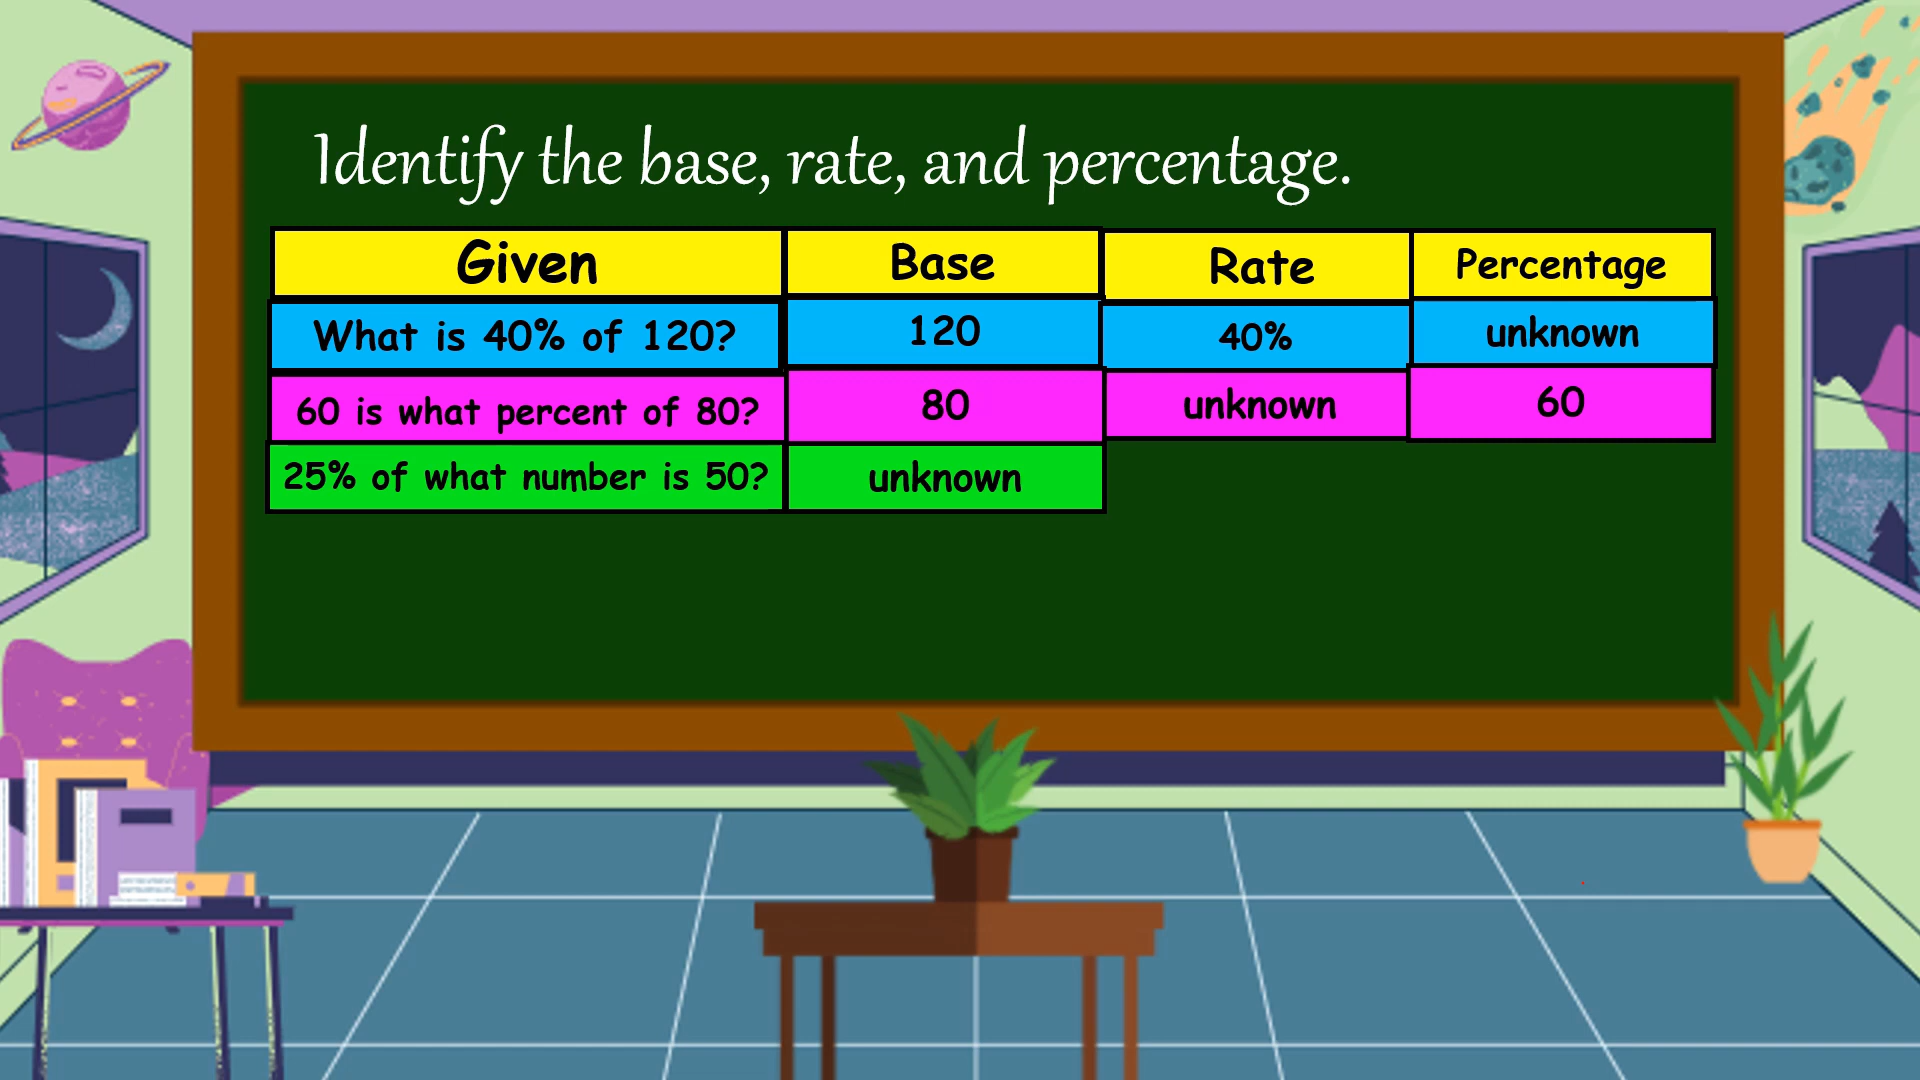 Identify the base, rate, and percentage.
Given Base Rate Percentage
What is 40% of 120? 120 40% unknown
60 is what percent of 80? 80 unknown 60
25% of what number is 50? unknown